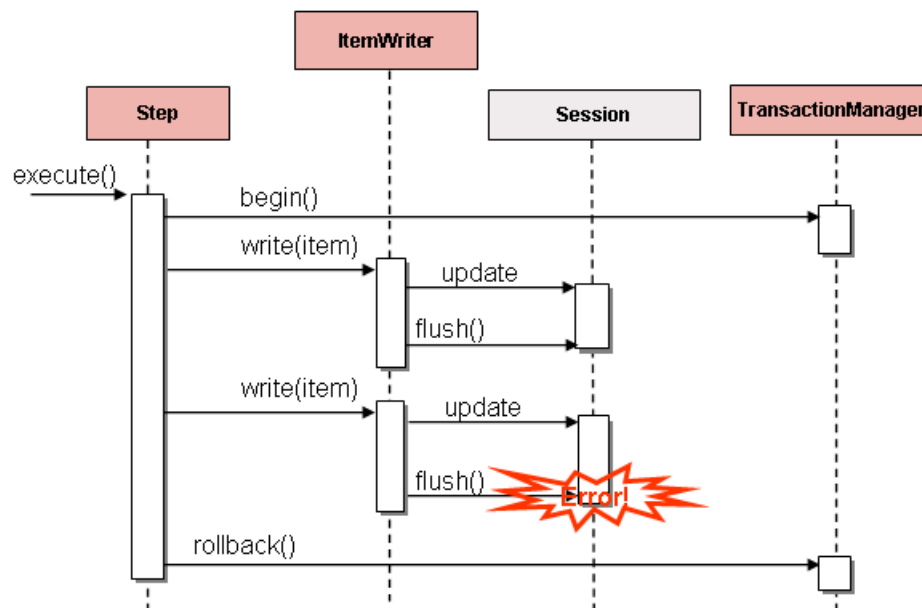 ItemWriter
Step
Session
TransactionManager
execute()
begin()
write(item)
update
flush()
write(item)
update
flush()
Error!
rollback()